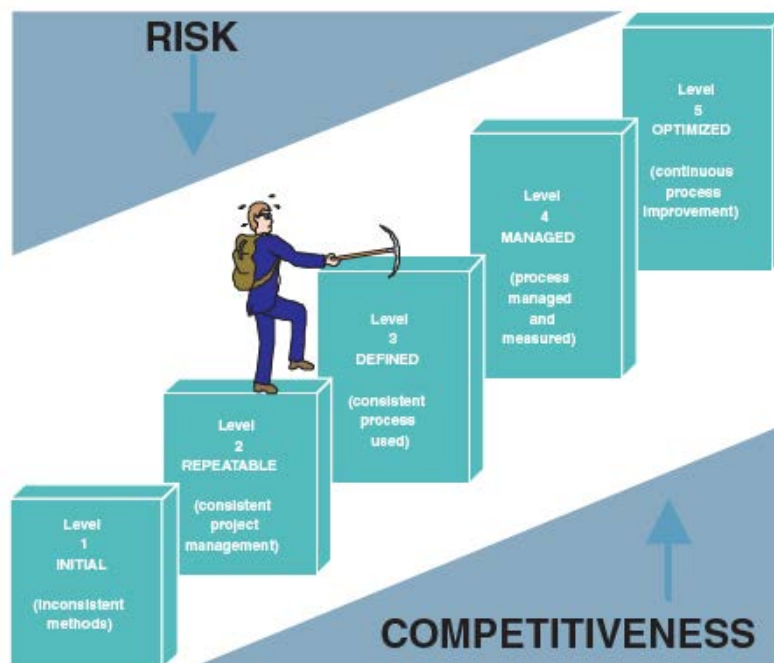 RISK
Level
1
INITIAL
(inconsistent
methods)
Level
2
REPEATABLE
(consistent
project
management)
Level
3
DEFINED
(consistent
process
used)
Level
4
MANAGED
(process
managed
and
measured)
Level
5
OPTIMIZED
(continuous
process
improvement)
COMPETITIVENESS